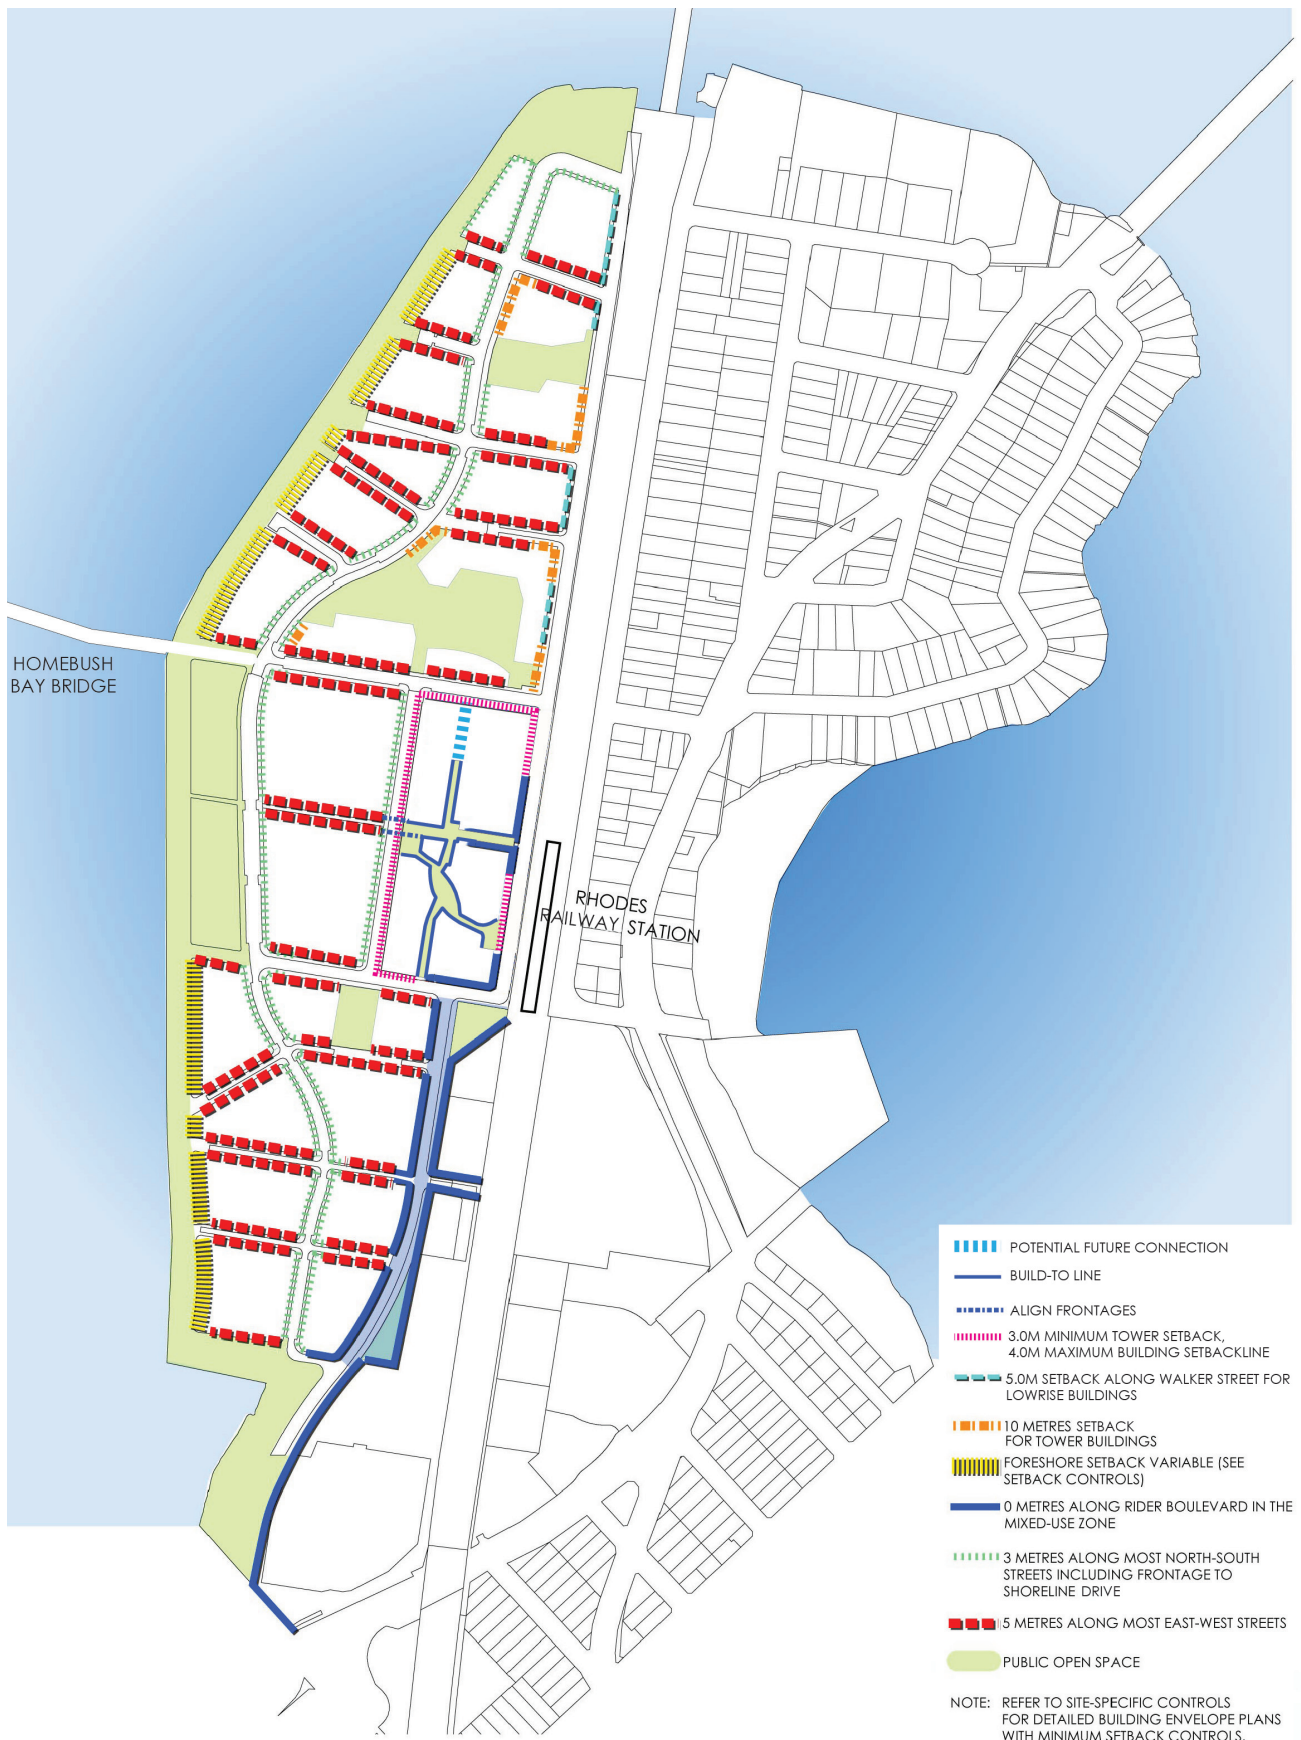 HOMEBUSH
BAY BRIDGE
RHODES
RAILWAY STATION
POTENTIAL FUTURE CONNECTION
BUILD-TO LINE
ALIGN FRONTAGES
3.0M MINIMUM TOWER SETBACK,
4.0M MAXIMUM BUILDING SETBACKLINE
5.0M SETBACK ALONG WALKER STREET FOR
LOWRISE BUILDINGS
10 METRES SETBACK
FOR TOWER BUILDINGS
FORESHORE SETBACK VARIABLE (SEE
SETBACK CONTROLS)
0 METRES ALONG RIDER BOULEVARD IN THE
MIXED-USE ZONE
3 METRES ALONG MOST NORTH-SOUTH
STREETS INCLUDING FRONTAGE TO
SHORELINE DRIVE
5 METRES ALONG MOST EAST-WEST STREETS
PUBLIC OPEN SPACE
NOTE: REFER TO SITE-SPECIFIC CONTROLS
FOR DETAILED BUILDING ENVELOPE PLANS
WITH MINIMUM SETBACK CONTROLS.